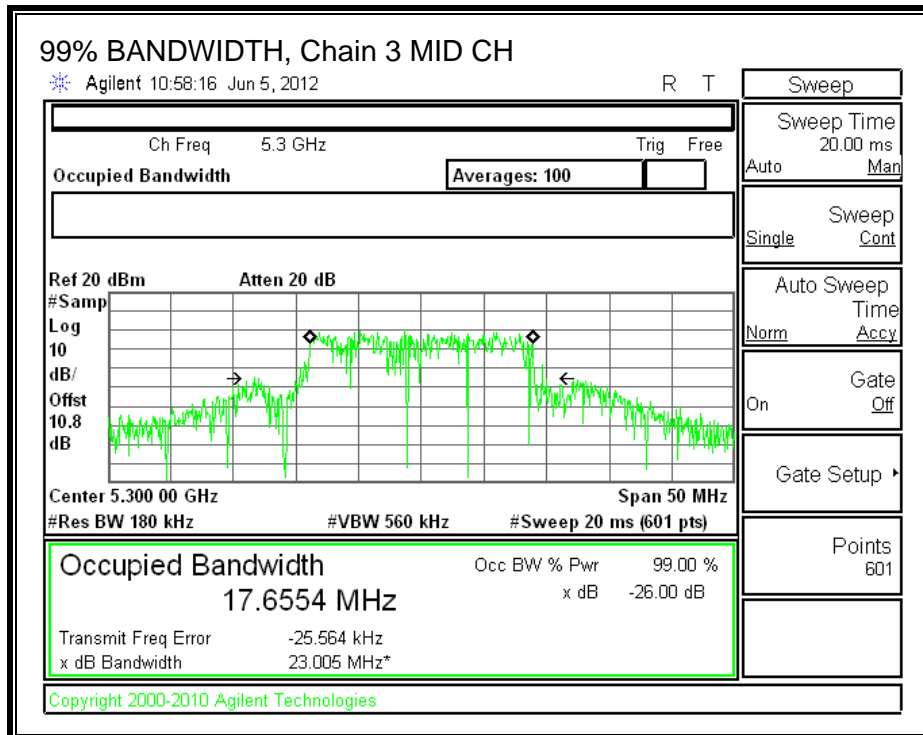 99% BANDWIDTH, Chain 3 MID CH
Agilent 10:58:16 Jun 5, 2012 R T
Ch Freq 5.3 GHz Trig Free
Occupied Bandwidth Averages: 100
Ref 20 dBm Atten 20 dB
#Samp
Log
10
dB/
Offst
10.8
dB
Center 5.300 00 GHz Span 50 MHz
#Res BW 180 kHz #VBW 560 kHz #Sweep 20 ms (601 pts)
Occupied Bandwidth Occ BW % Pwr 99.00 %
17.6554 MHz x dB -26.00 dB
Transmit Freq Error -25.564 kHz
x dB Bandwidth 23.005 MHz*
Copyright 2000-2010 Agilent Technologies
Sweep
Sweep Time
20.00 ms
Auto Man
Sweep
Single Cont
Auto Sweep
Time
Norm Accy
Gate
On Off
Gate Setup
Points
601